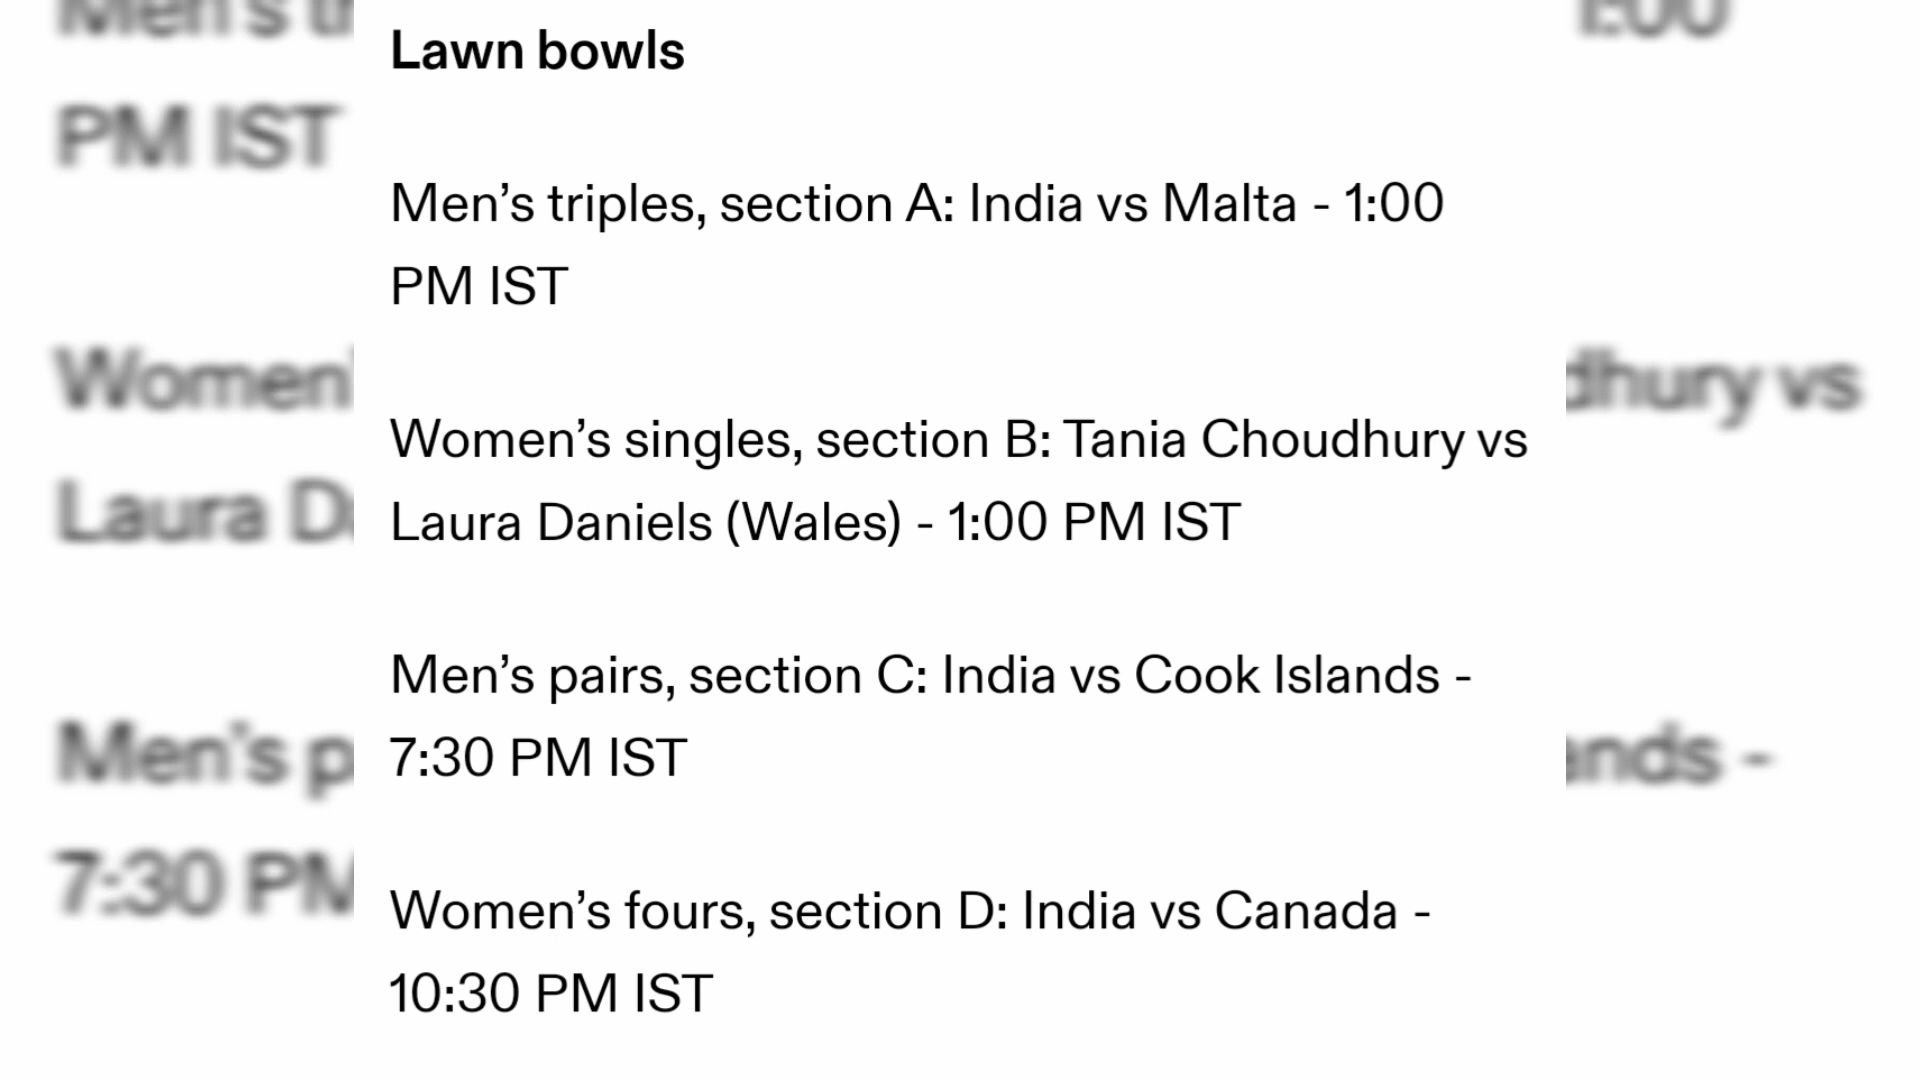 Lawn bowls
Men’s triples, section A: India vs Malta - 1:00
PM IST
Women’s singles, section B: Tania Choudhury vs
Laura Daniels (Wales) - 1:00 PM IST
Men’s pairs, section C: India vs Cook Islands -
7:30 PM IST
Women’s fours, section D: India vs Canada -
10:30 PM IST